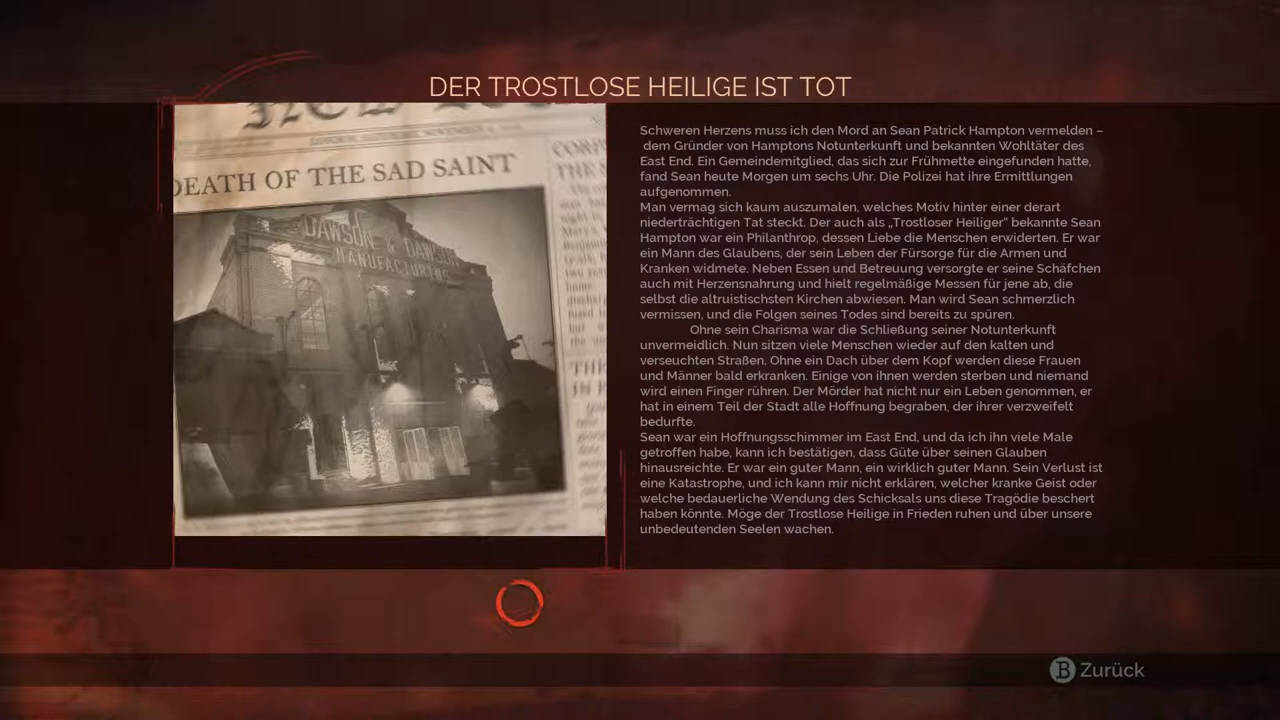 DER TROSTLOSE HEILIGE IST TOT
DEATH OF THE SAD SAINT
DAWSON & DAWSON
MANUFACTURING
Schweren Herzens muss ich den Mord an Sean Patrick Hampton vermelden –
dem Gründer von Hamptons Notunterkunft und bekannten Wohltäter des
East End. Ein Gemeindemitglied, das sich zur Frühmette eingefunden hatte,
fand Sean heute Morgen um sechs Uhr. Die Polizei hat ihre Ermittlungen
aufgenommen.
Man vermag sich kaum auszumalen, welches Motiv hinter einer derart
niederträchtigen Tat steckt. Der auch als „Trostloser Heiliger“ bekannte Sean
Hampton war ein Philanthrop, dessen Liebe die Menschen erwiderten. Er war
ein Mann des Glaubens, der sein Leben der Fürsorge für die Armen und
Kranken widmete. Neben Essen und Betreuung versorgte er seine Schäfchen
auch mit Herzensnahrung und hielt regelmäßige Messen für jene ab, die
selbst die altruistischsten Kirchen abwiesen. Man wird Sean schmerzlich
vermissen, und die Folgen seines Todes sind bereits zu spüren.
Ohne sein Charisma war die Schließung seiner Notunterkunft
unvermeidlich. Nun sitzen viele Menschen wieder auf den kalten und
verseuchten Straßen. Ohne ein Dach über dem Kopf werden diese Frauen
und Männer bald erkranken. Einige von ihnen werden sterben und niemand
wird einen Finger rühren. Der Mörder hat nicht nur ein Leben genommen, er
hat in einem Teil der Stadt alle Hoffnung begraben, der ihrer verzweifelt
bedurfte.
Sean war ein Hoffnungsschimmer im East End, und da ich ihn viele Male
getroffen habe, kann ich bestätigen, dass Güte über seinen Glauben
hinausreichte. Er war ein guter Mann, ein wirklich guter Mann. Sein Verlust ist
eine Katastrophe, und ich kann mir nicht erklären, welcher kranke Geist oder
welche bedauerliche Wendung des Schicksals uns diese Tragödie beschert
haben könnte. Möge der Trostlose Heilige in Frieden ruhen und über unsere
unbedeutenden Seelen wachen.
B Zurück